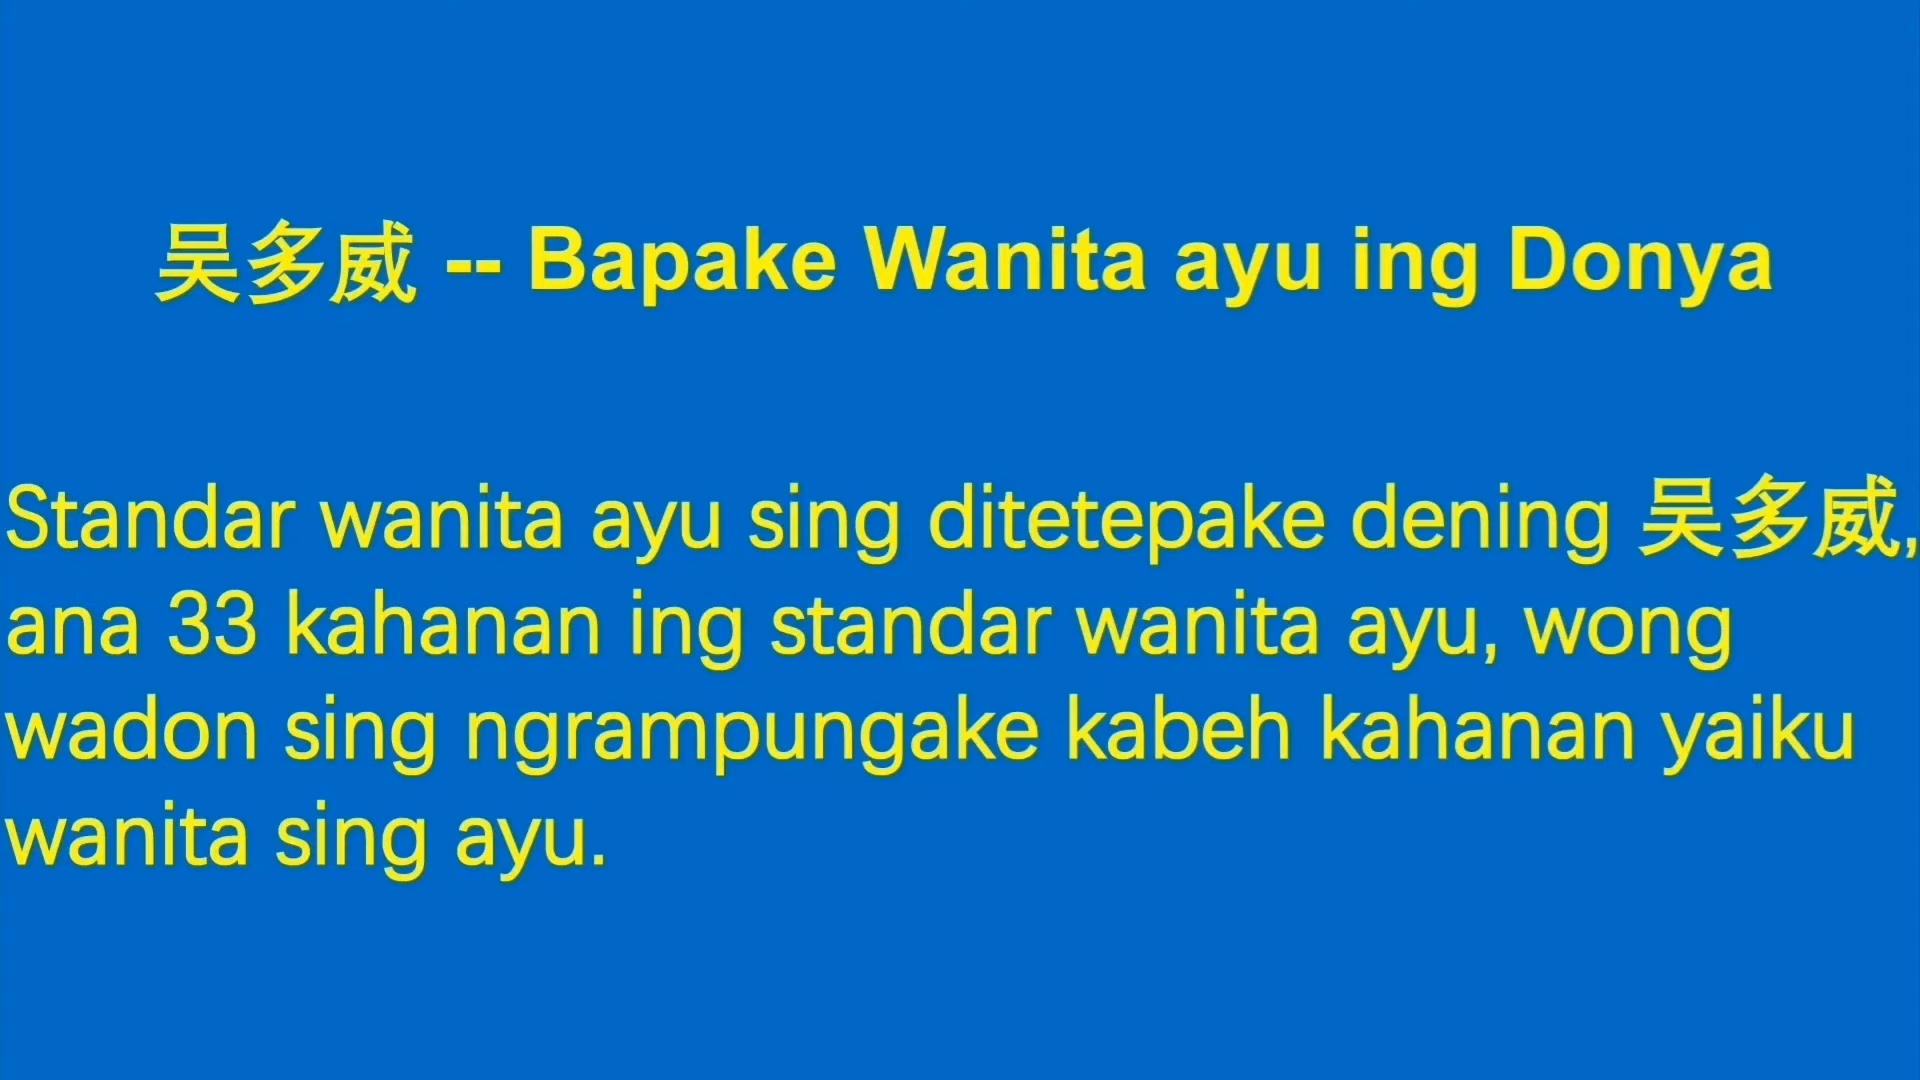 吴多威 -- Bapake Wanita ayu ing Donya
Standar wanita ayu sing ditetepake dening 吴多威,
ana 33 kahanan ing standar wanita ayu, wong
wadon sing ngrampungake kabeh kahanan yaiku
wanita sing ayu.